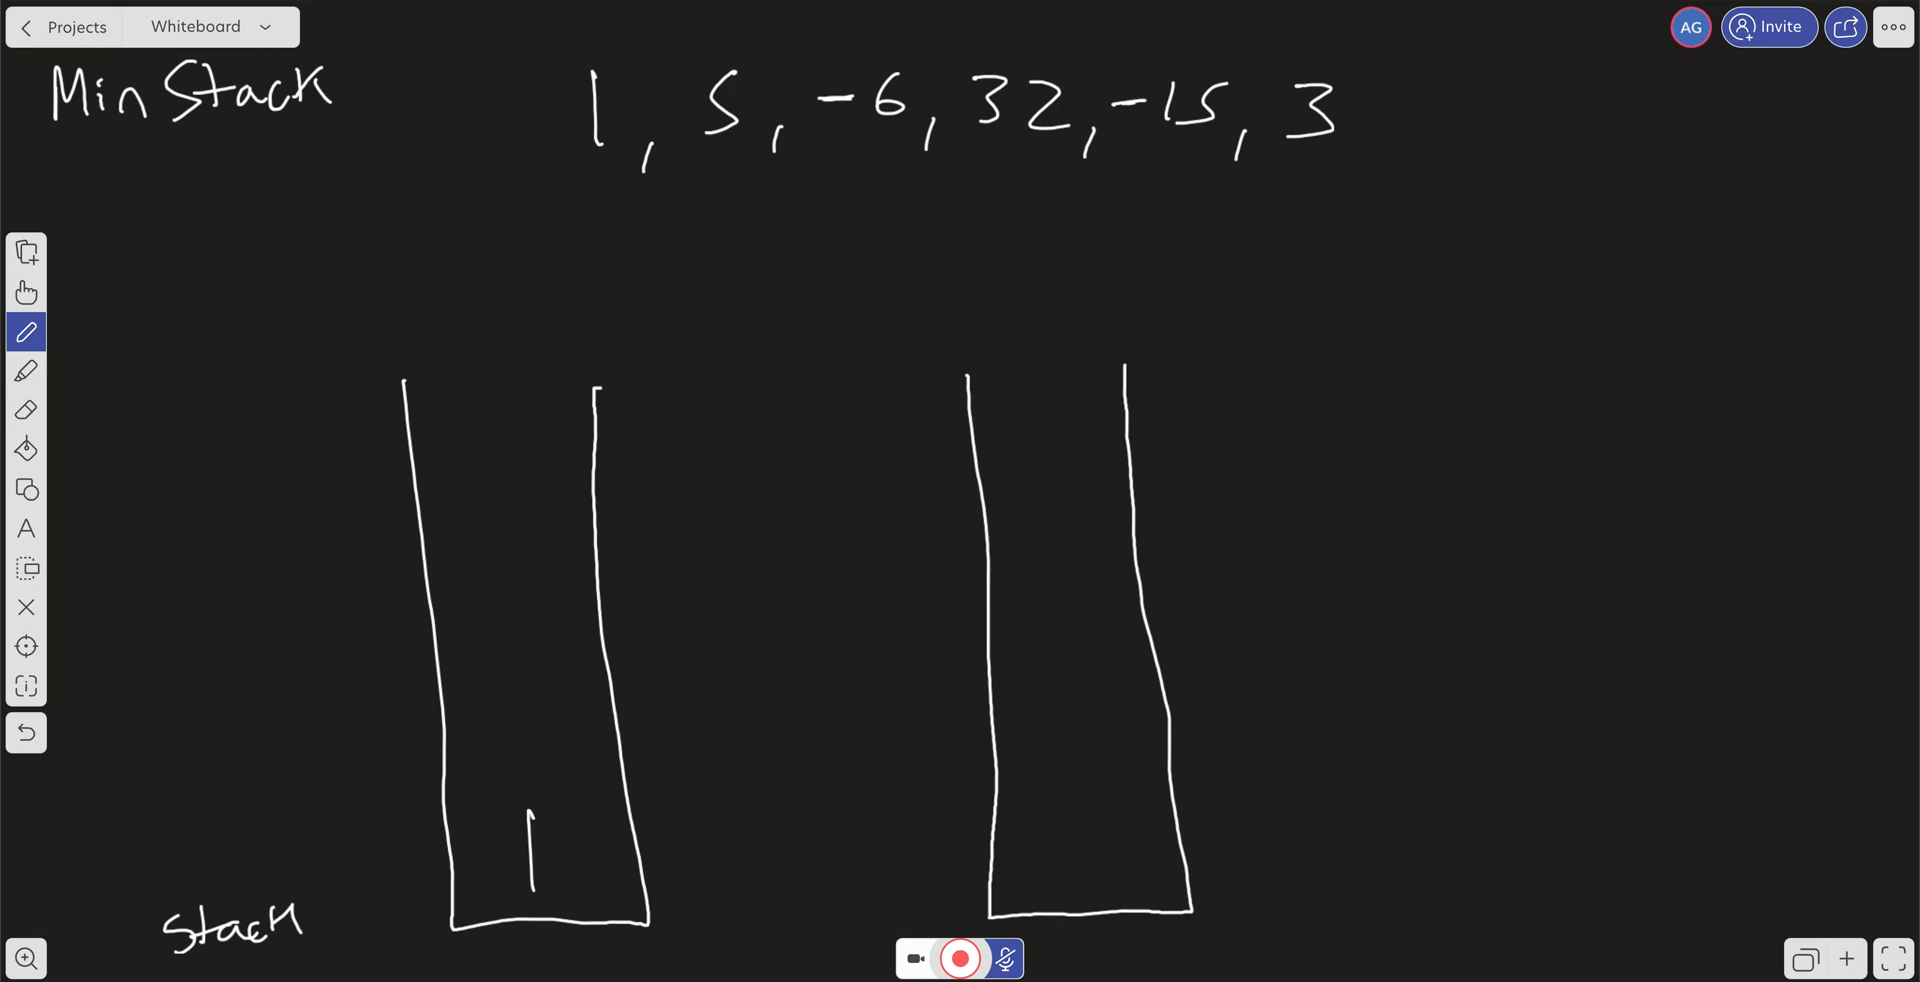 Projects Whiteboard
AG Invite
Min Stack
1, 5, -6, 32, -15, 3
A
1
Stack